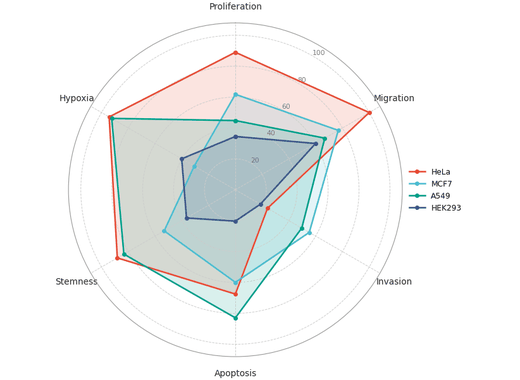 Proliferation
100
Hypoxia
80
Migration
60
40
20
HeLa
MCF7
A549
HEK293
Stemness
Invasion
Apoptosis